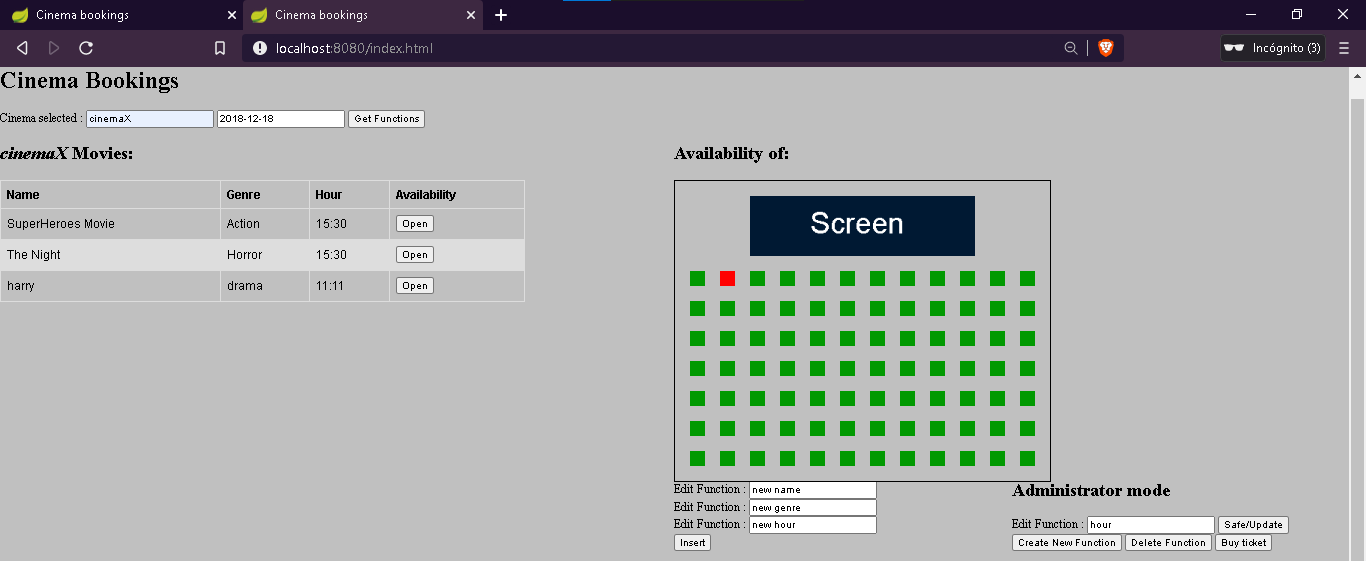 Cinema bookings
Cinema bookings
localhost:8080/index.html
Incógnito (3)
Cinema Bookings
Cinema selected : cinemaX 2018-12-18 Get Functions
cinemaX Movies:
Name Genre Hour Availability
SuperHeroes Movie Action 15:30 Open
The Night Horror 15:30 Open
harry drama 11:11 Open
Availability of:
Screen
Edit Function : new name
Edit Function : new genre
Edit Function : new hour
Insert
Administrator mode
Edit Function : hour Safe/Update
Create New Function Delete Function Buy ticket